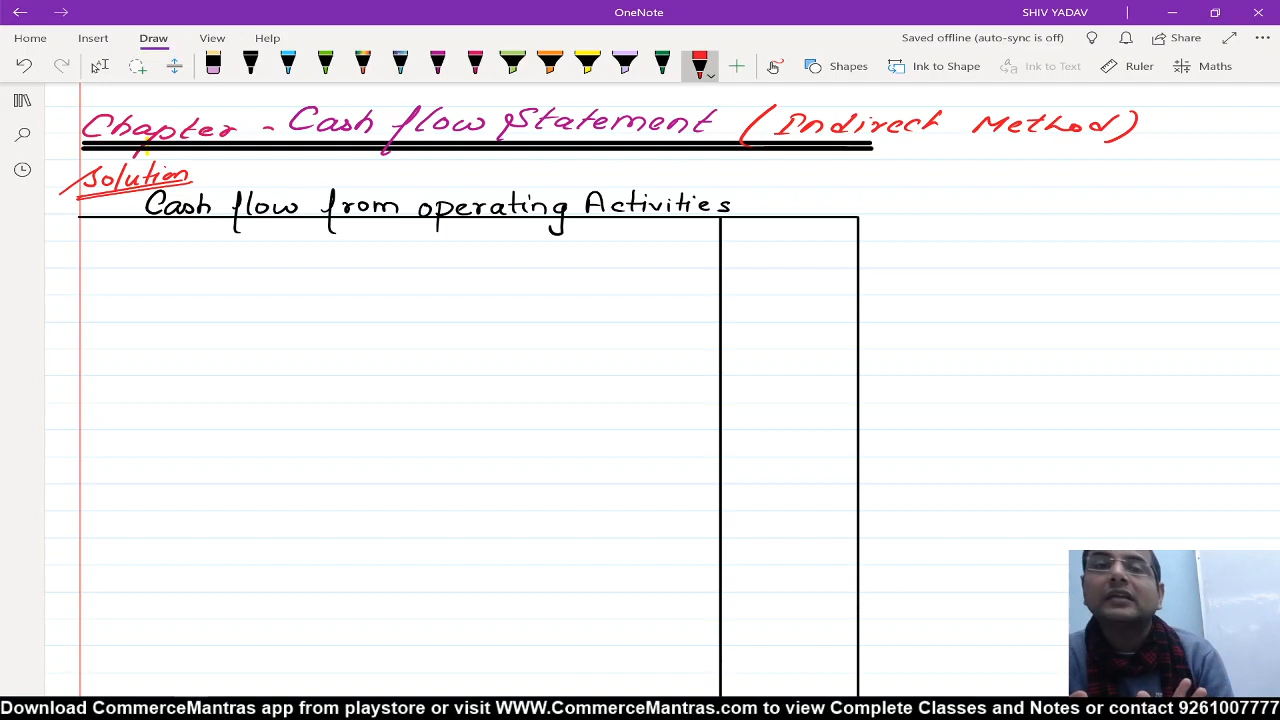 OneNote
SHIV YADAV
Home Insert Draw View Help
Saved offline (auto-sync is off)
Share
Shapes
Ink to Shape
Ink to Text
Ruler
Maths
Chapter - Cash flow Statement (Indirect Method)
Solution
Cash flow from operating Activities
Download CommerceMantras app from playstore or visit WWW.CommerceMantras.com to view Complete Classes and Notes or contact 9261007777